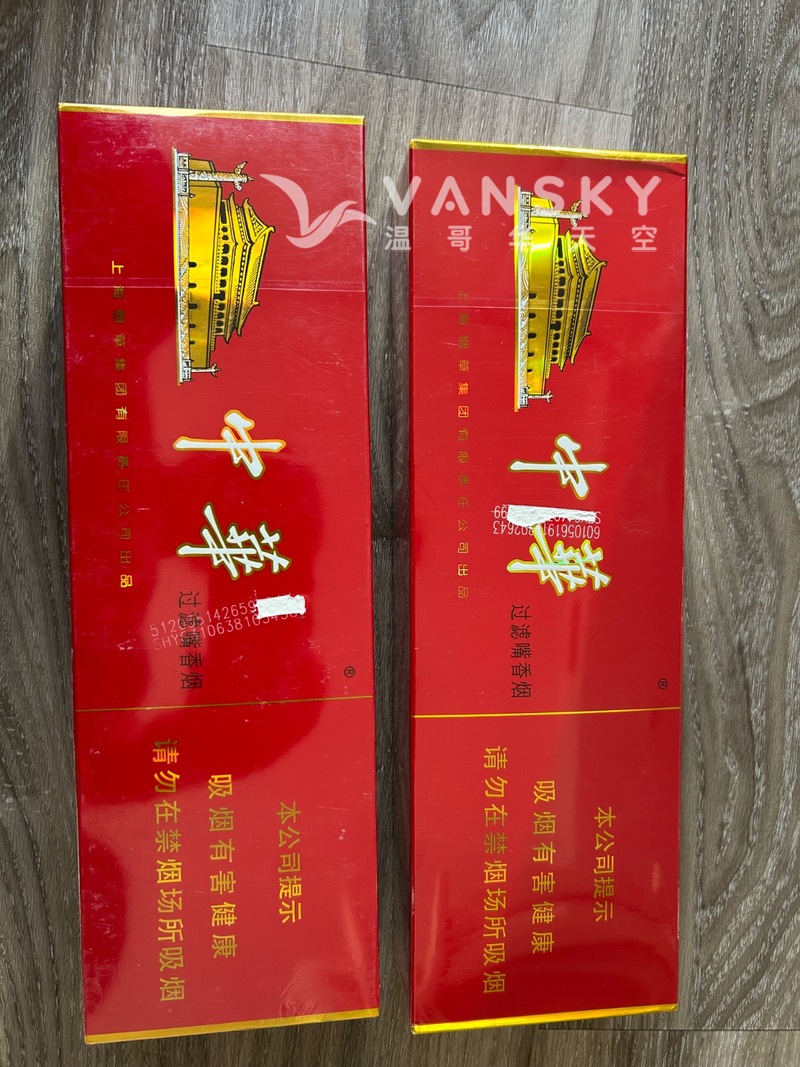 VANSKY
温哥华天空
中華
过滤嘴香烟
®
上海烟草集团有限责任公司出品
本公司提示
吸烟有害健康
请勿在禁烟场所吸烟
中華
过滤嘴香烟
®
上海烟草集团有限责任公司出品
本公司提示
吸烟有害健康
请勿在禁烟场所吸烟